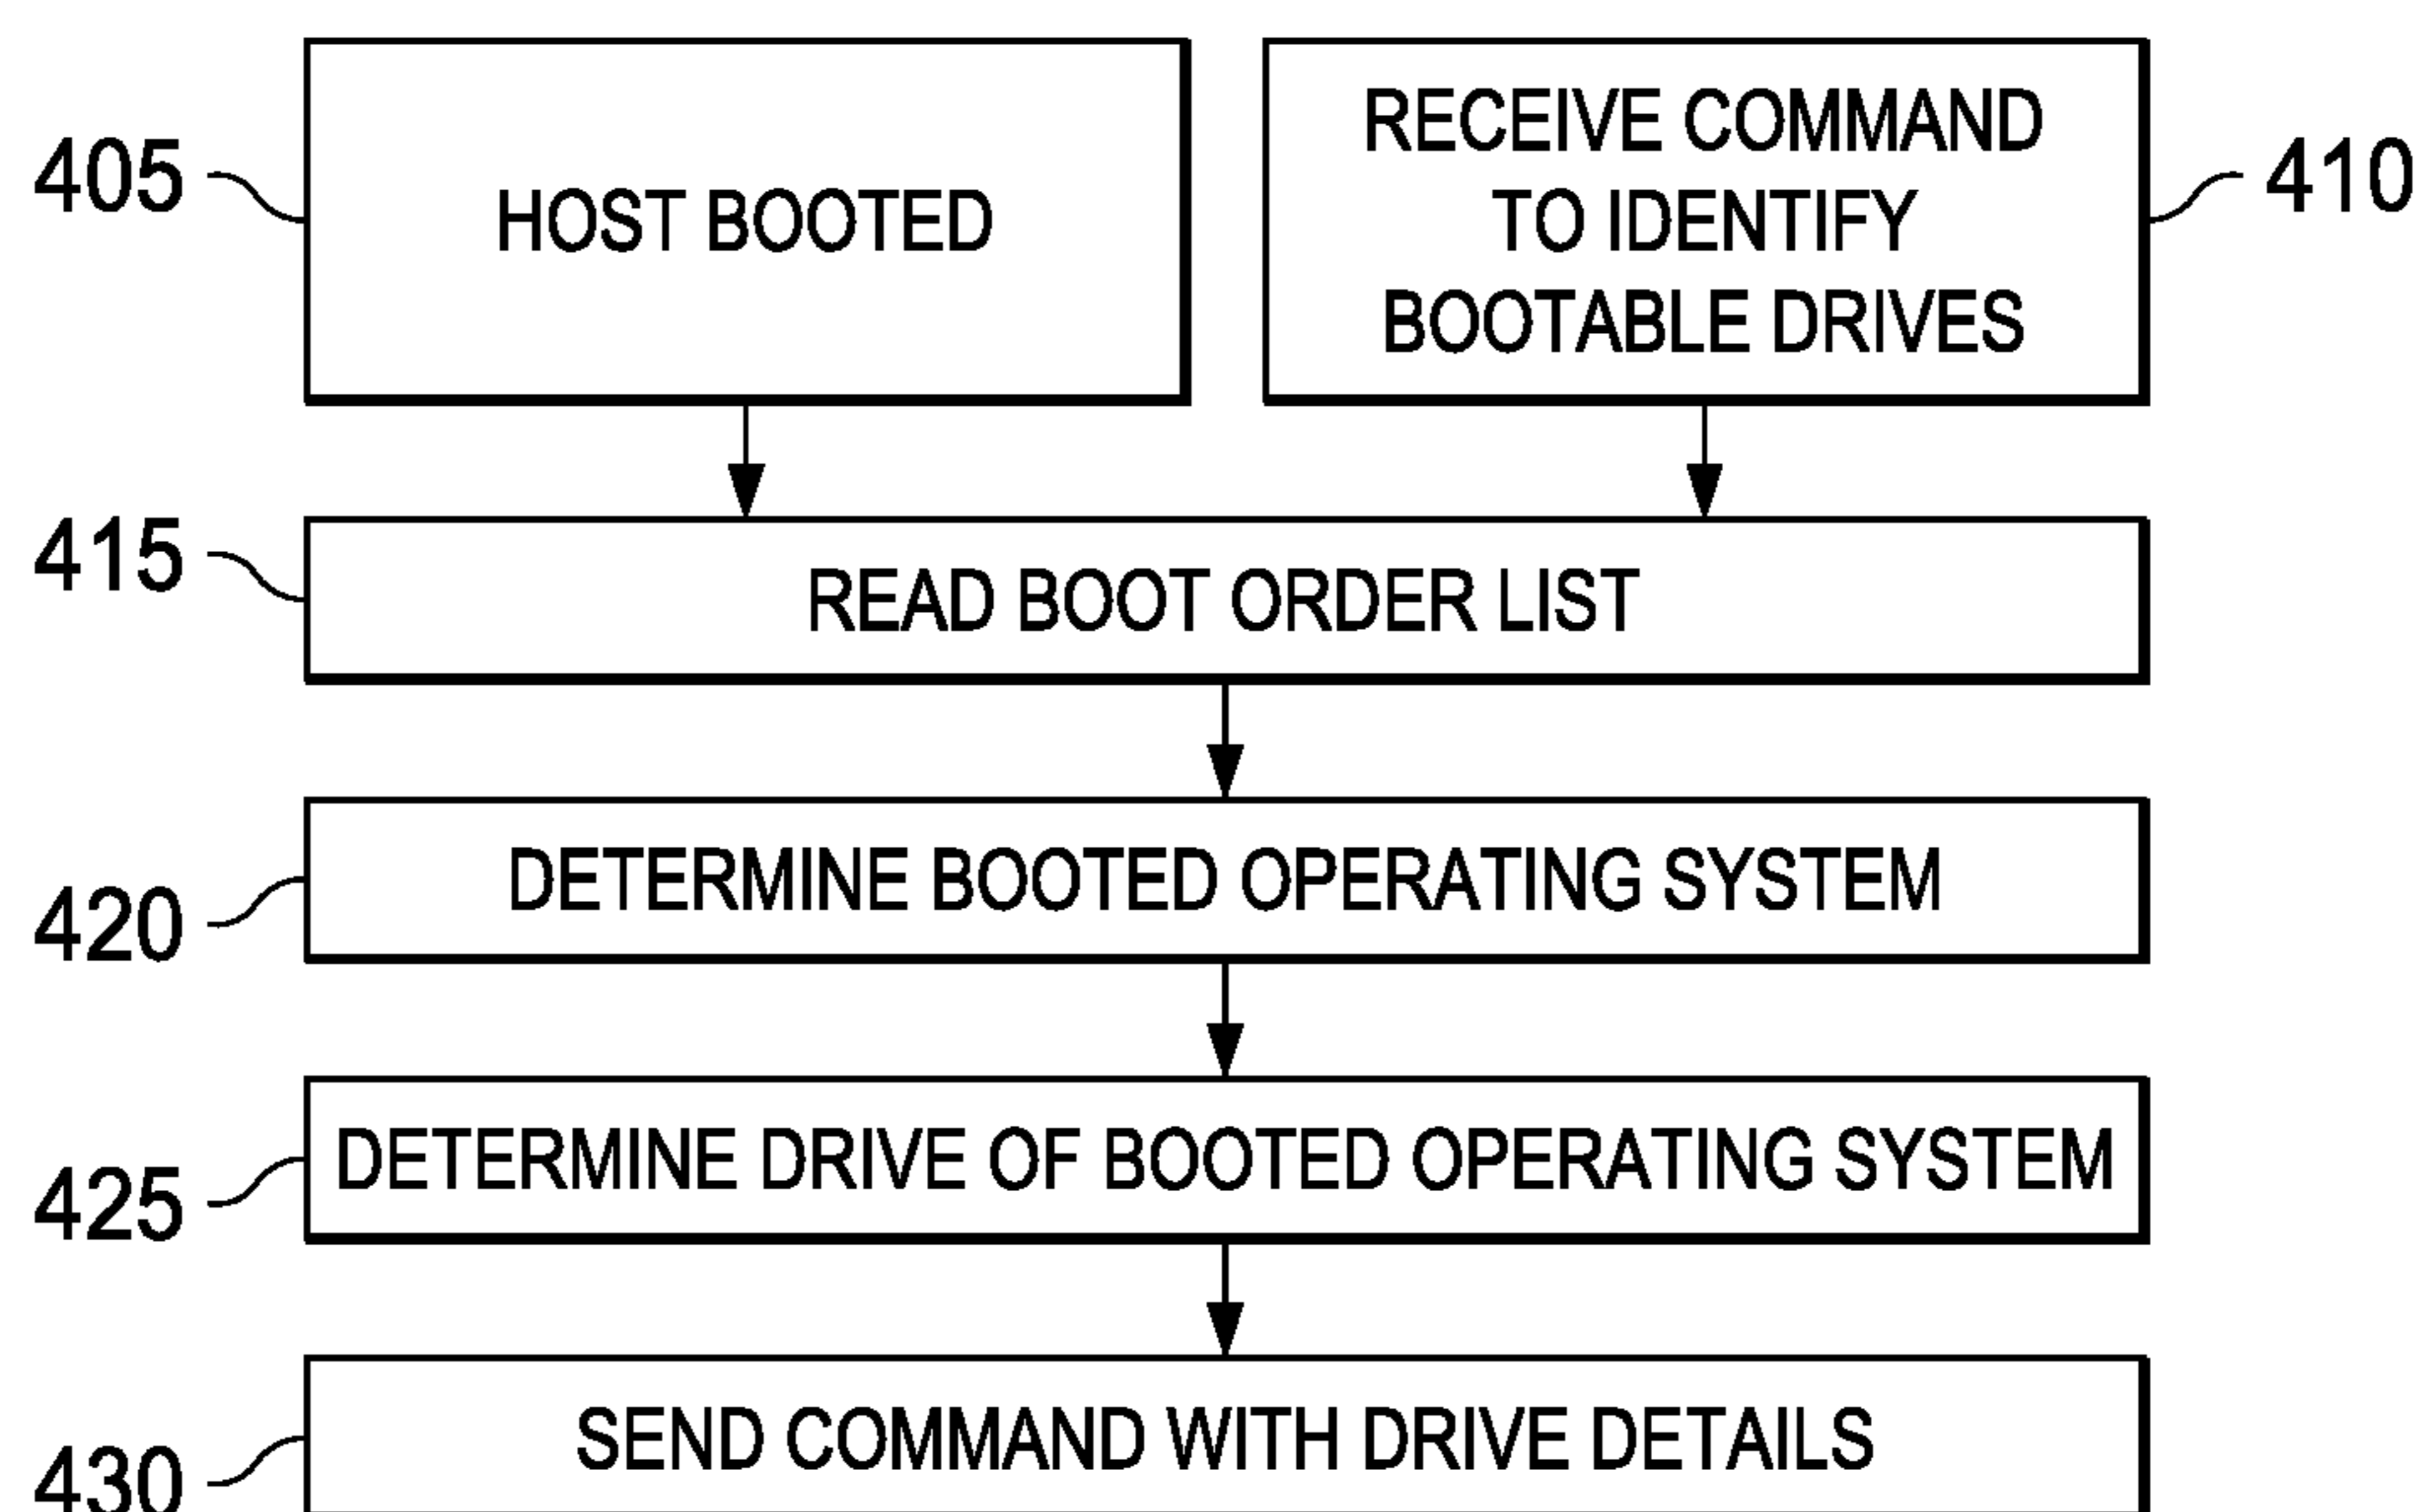 405
HOST BOOTED
RECEIVE COMMAND
TO IDENTIFY
BOOTABLE DRIVES
410
415
READ BOOT ORDER LIST
420
DETERMINE BOOTED OPERATING SYSTEM
425
DETERMINE DRIVE OF BOOTED OPERATING SYSTEM
430
SEND COMMAND WITH DRIVE DETAILS